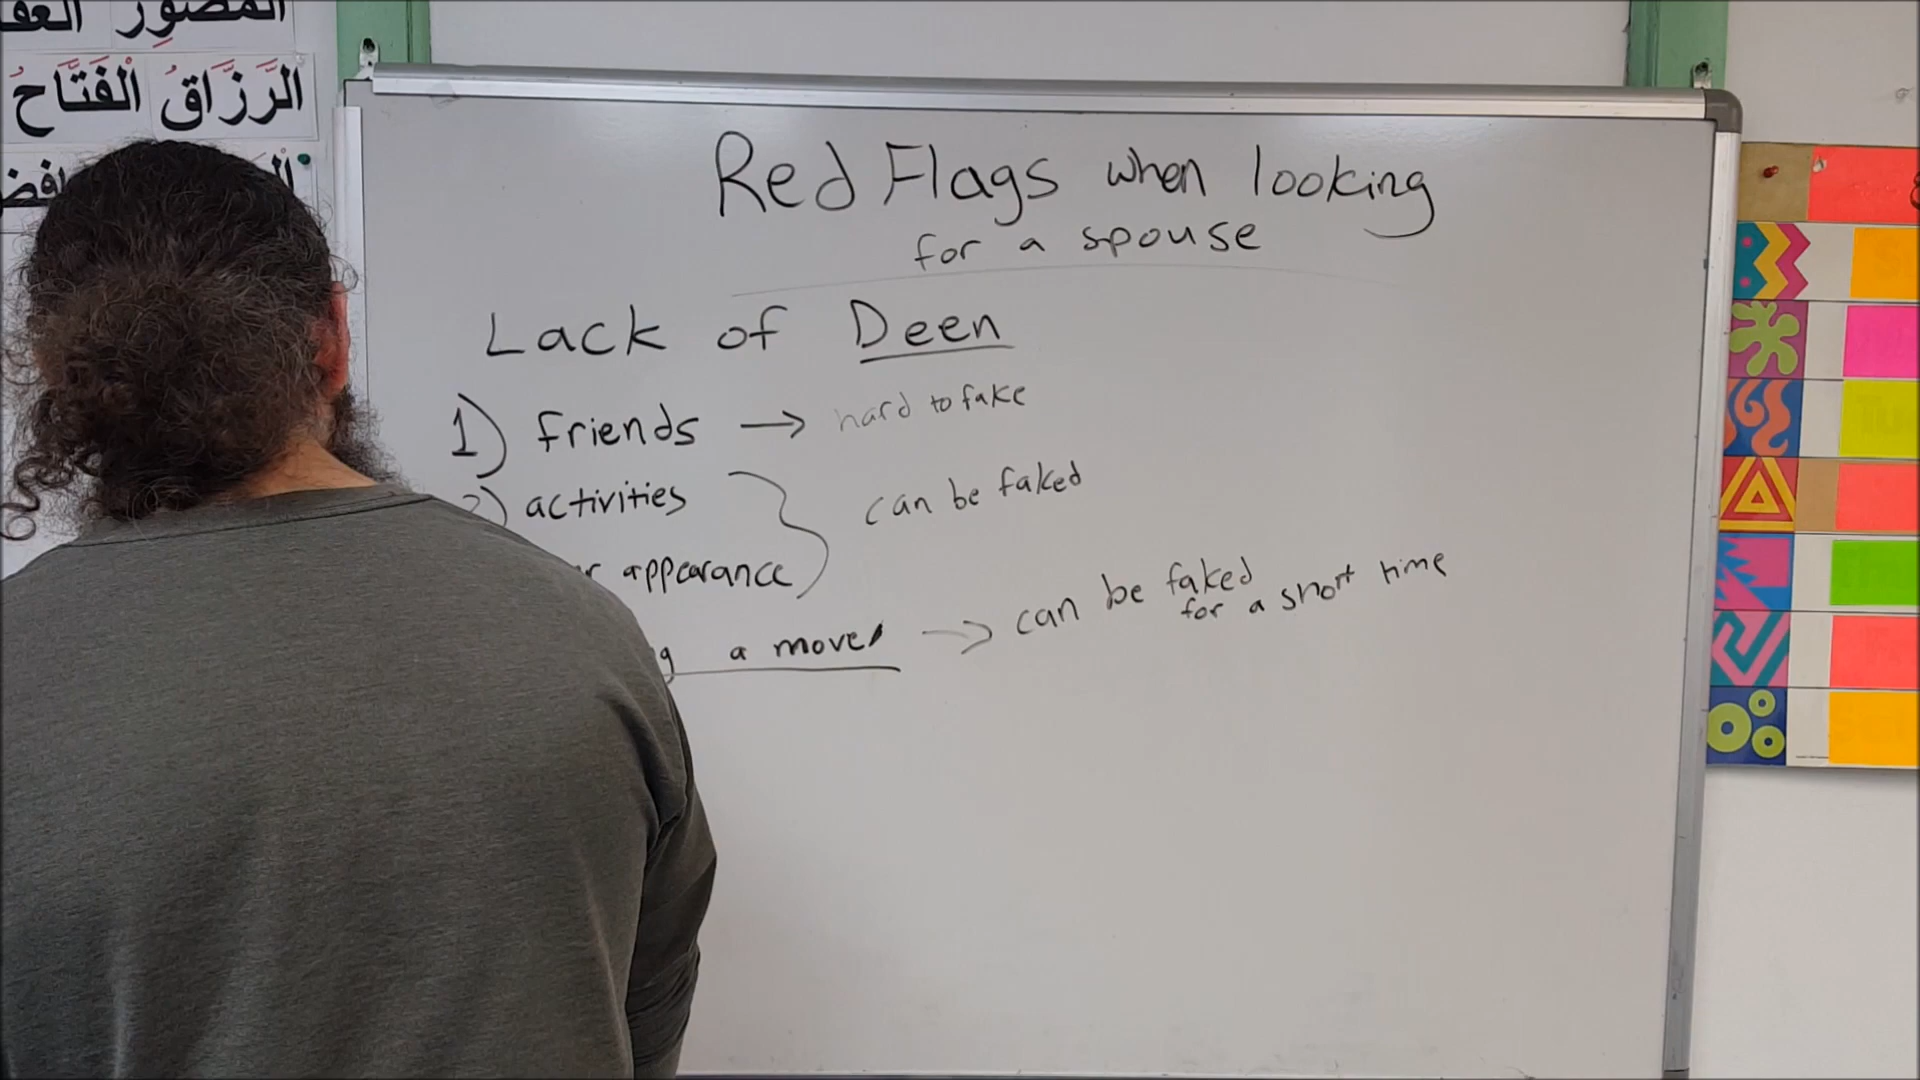 المصور
الرَّزَّاقُ الْفَتَّاحُ
Red Flags when looking
for a spouse
Lack of Deen
1) friends → hard to fake
2) activities
appearance
can be faked
a move → can be faked
for a short time